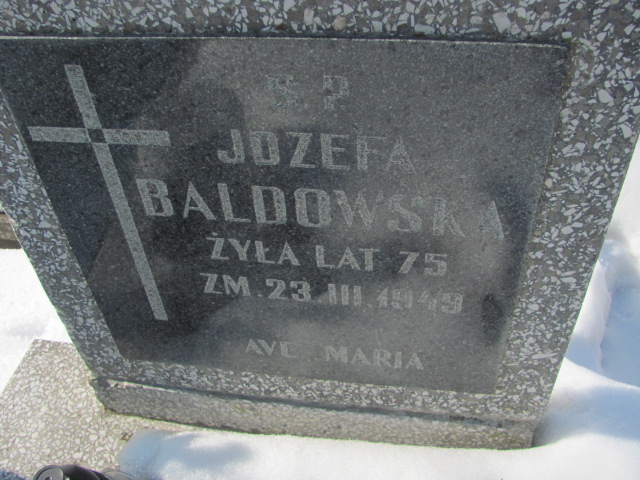 Ś.P
JÓZEFA
BALDOWSKA
ŻYŁA LAT 75
ZM.23.III.1949
AVE MARIA